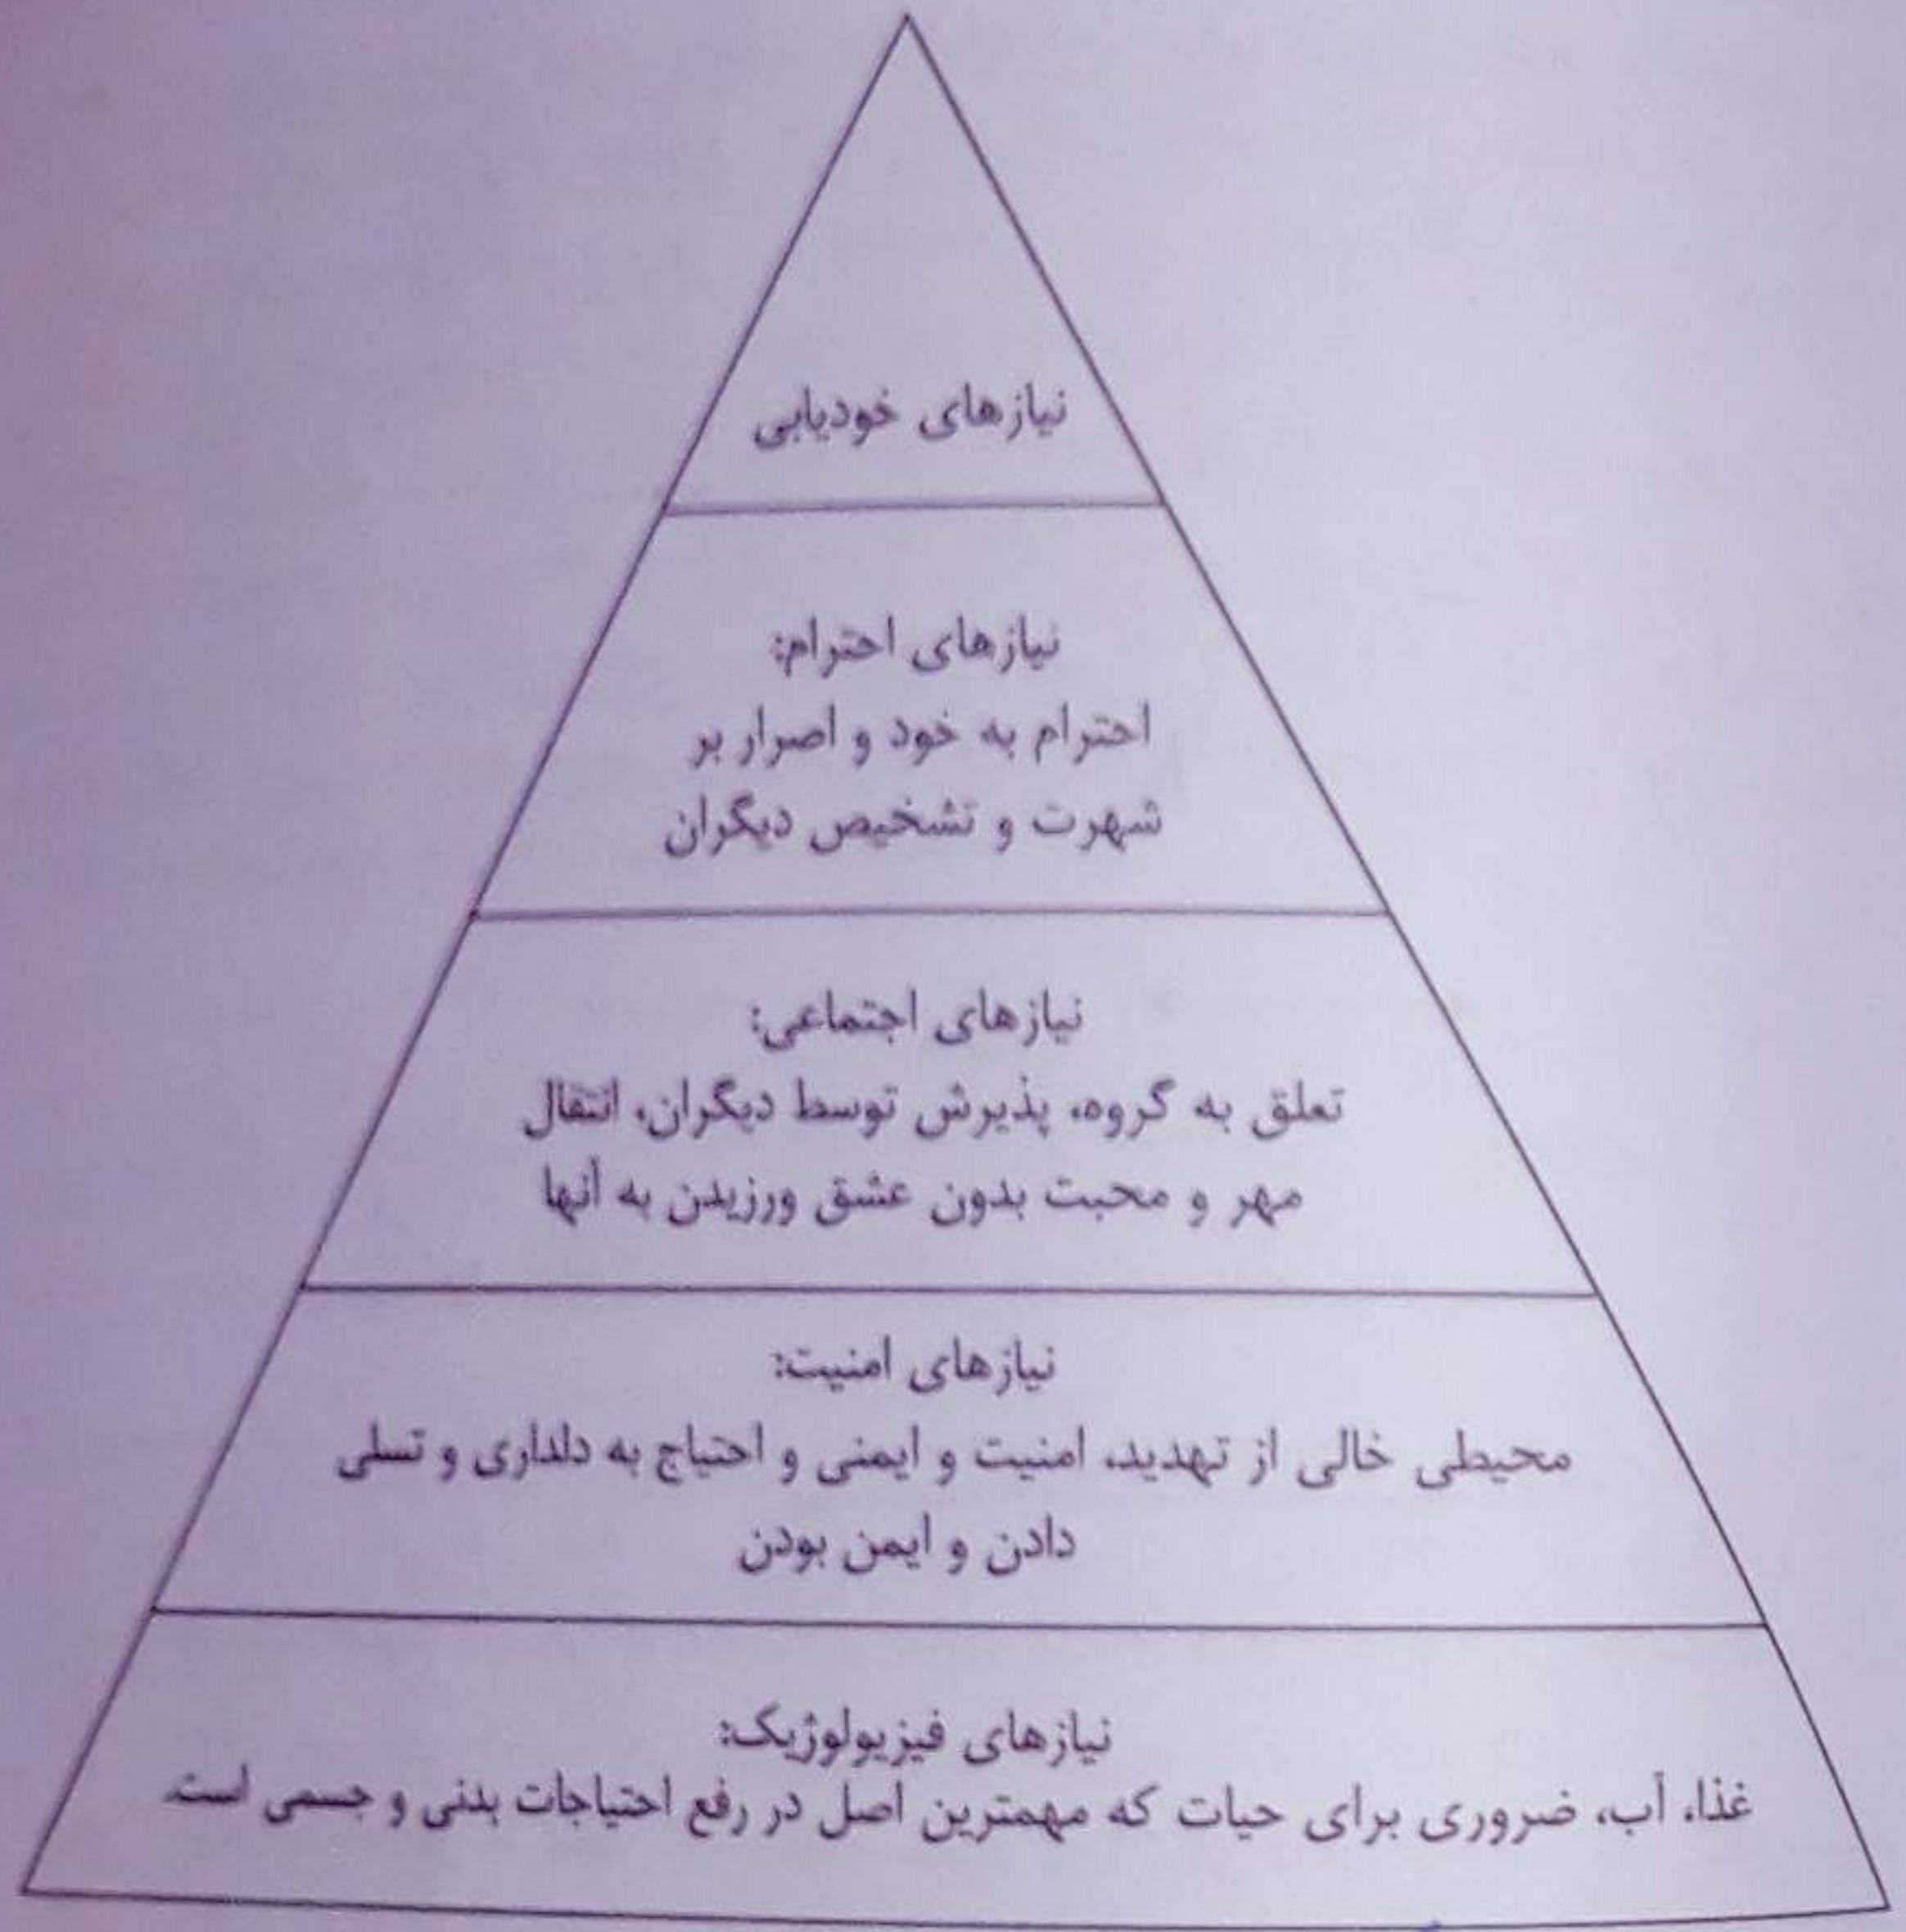 نیازهای خودیابی
نیازهای احترام:
احترام به خود و اصرار بر
شهرت و تشخیص دیگران
نیازهای اجتماعی:
تعلق به گروه، پذیرش توسط دیگران، انتقال
مهر و محبت بدون عشق ورزیدن به آنها
نیازهای امنیت:
محیطی خالی از تهدید، امنیت و ایمنی و احتیاج به دلداری و تسلی
دادن و ایمن بودن
نیازهای فیزیولوژیک:
غذا، آب، ضروری برای حیات که مهمترین اصل در رفع احتیاجات بدنی و جسمی است.